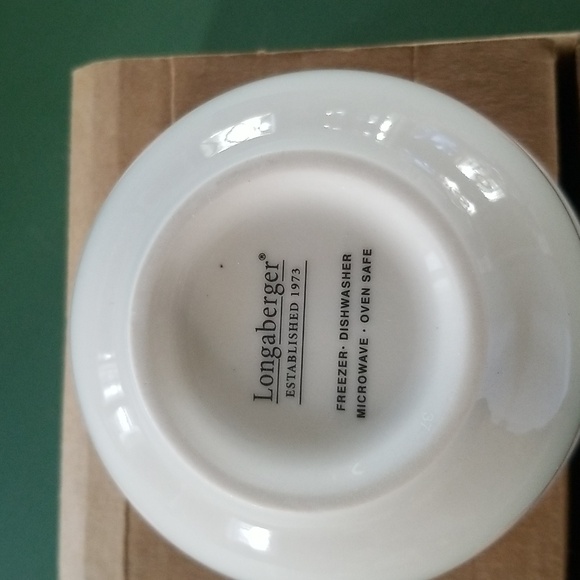 Longaberger®
ESTABLISHED 1973
FREEZER· DISHWASHER
MICROWAVE · OVEN SAFE